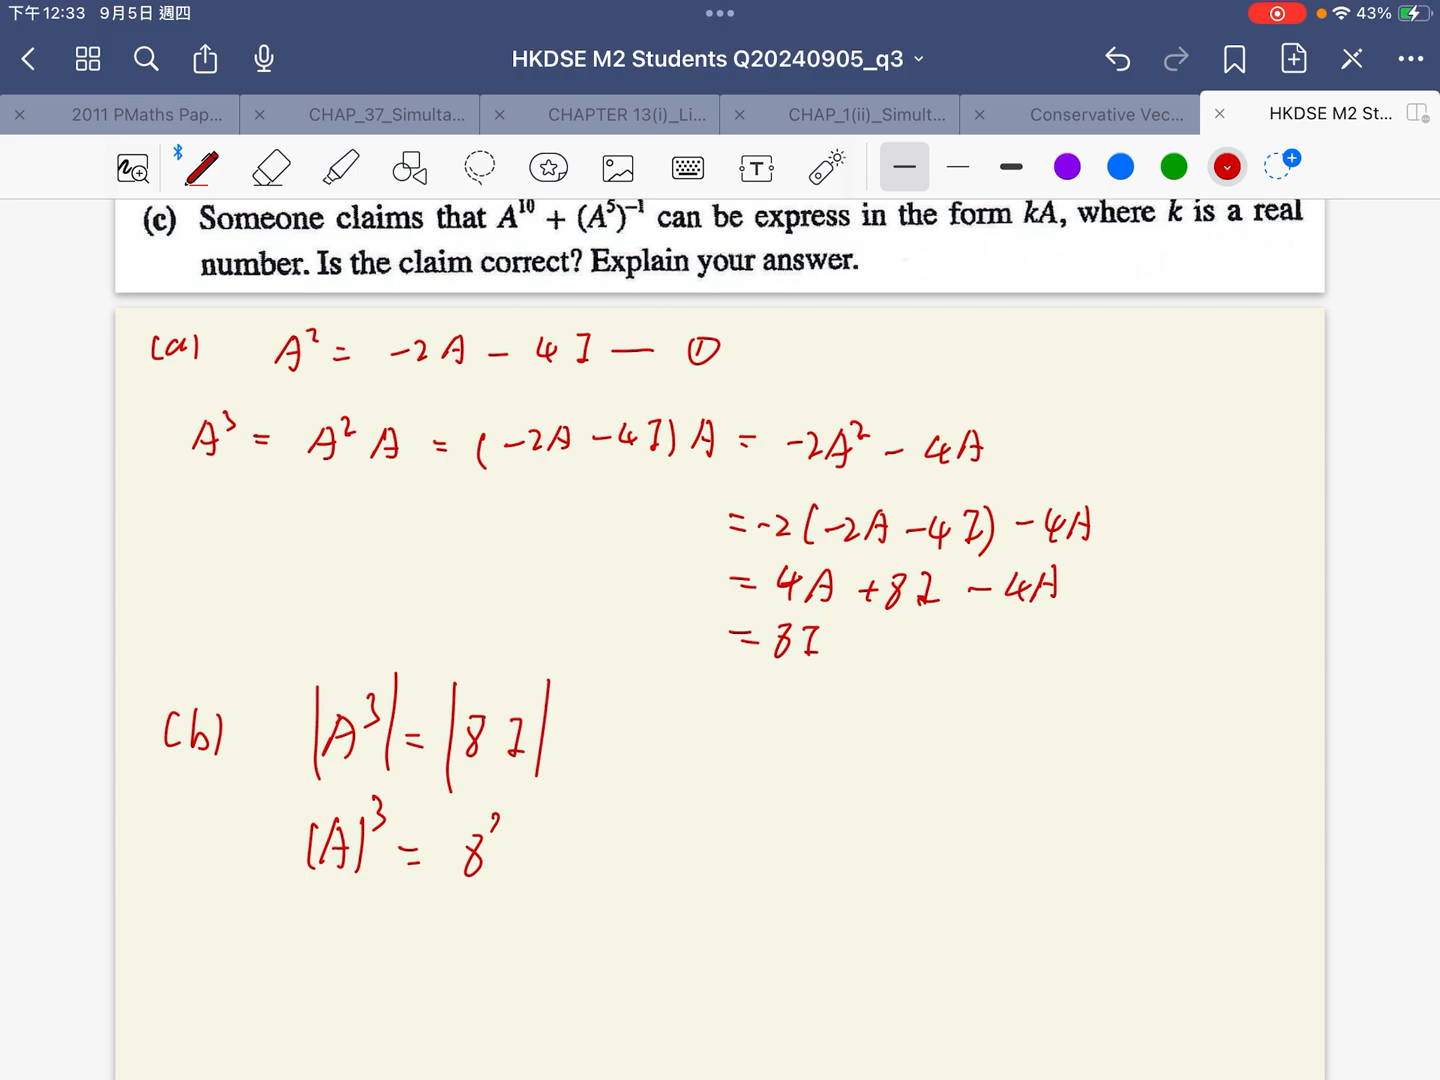 下午12:33 9月5日 週四
43%
HKDSE M2 Students Q20240905_q3
2011 PMaths Pap...
CHAP_37_Simulta...
CHAPTER 13(i)_Li...
CHAP_1(ii)_Simult...
Conservative Vec...
HKDSE M2 St...
(c) Someone claims that A¹⁰ + (A⁵)⁻¹ can be express in the form kA, where k is a real
number. Is the claim correct? Explain your answer.
(a) A² = -2A - 4I — ①
A³ = A² A = (-2A - 4I) A = -2A² - 4A
= -2(-2A - 4I) - 4A
= 4A + 8I - 4A
= 8I
(b) |A³| = |8I|
|A|³ = 8